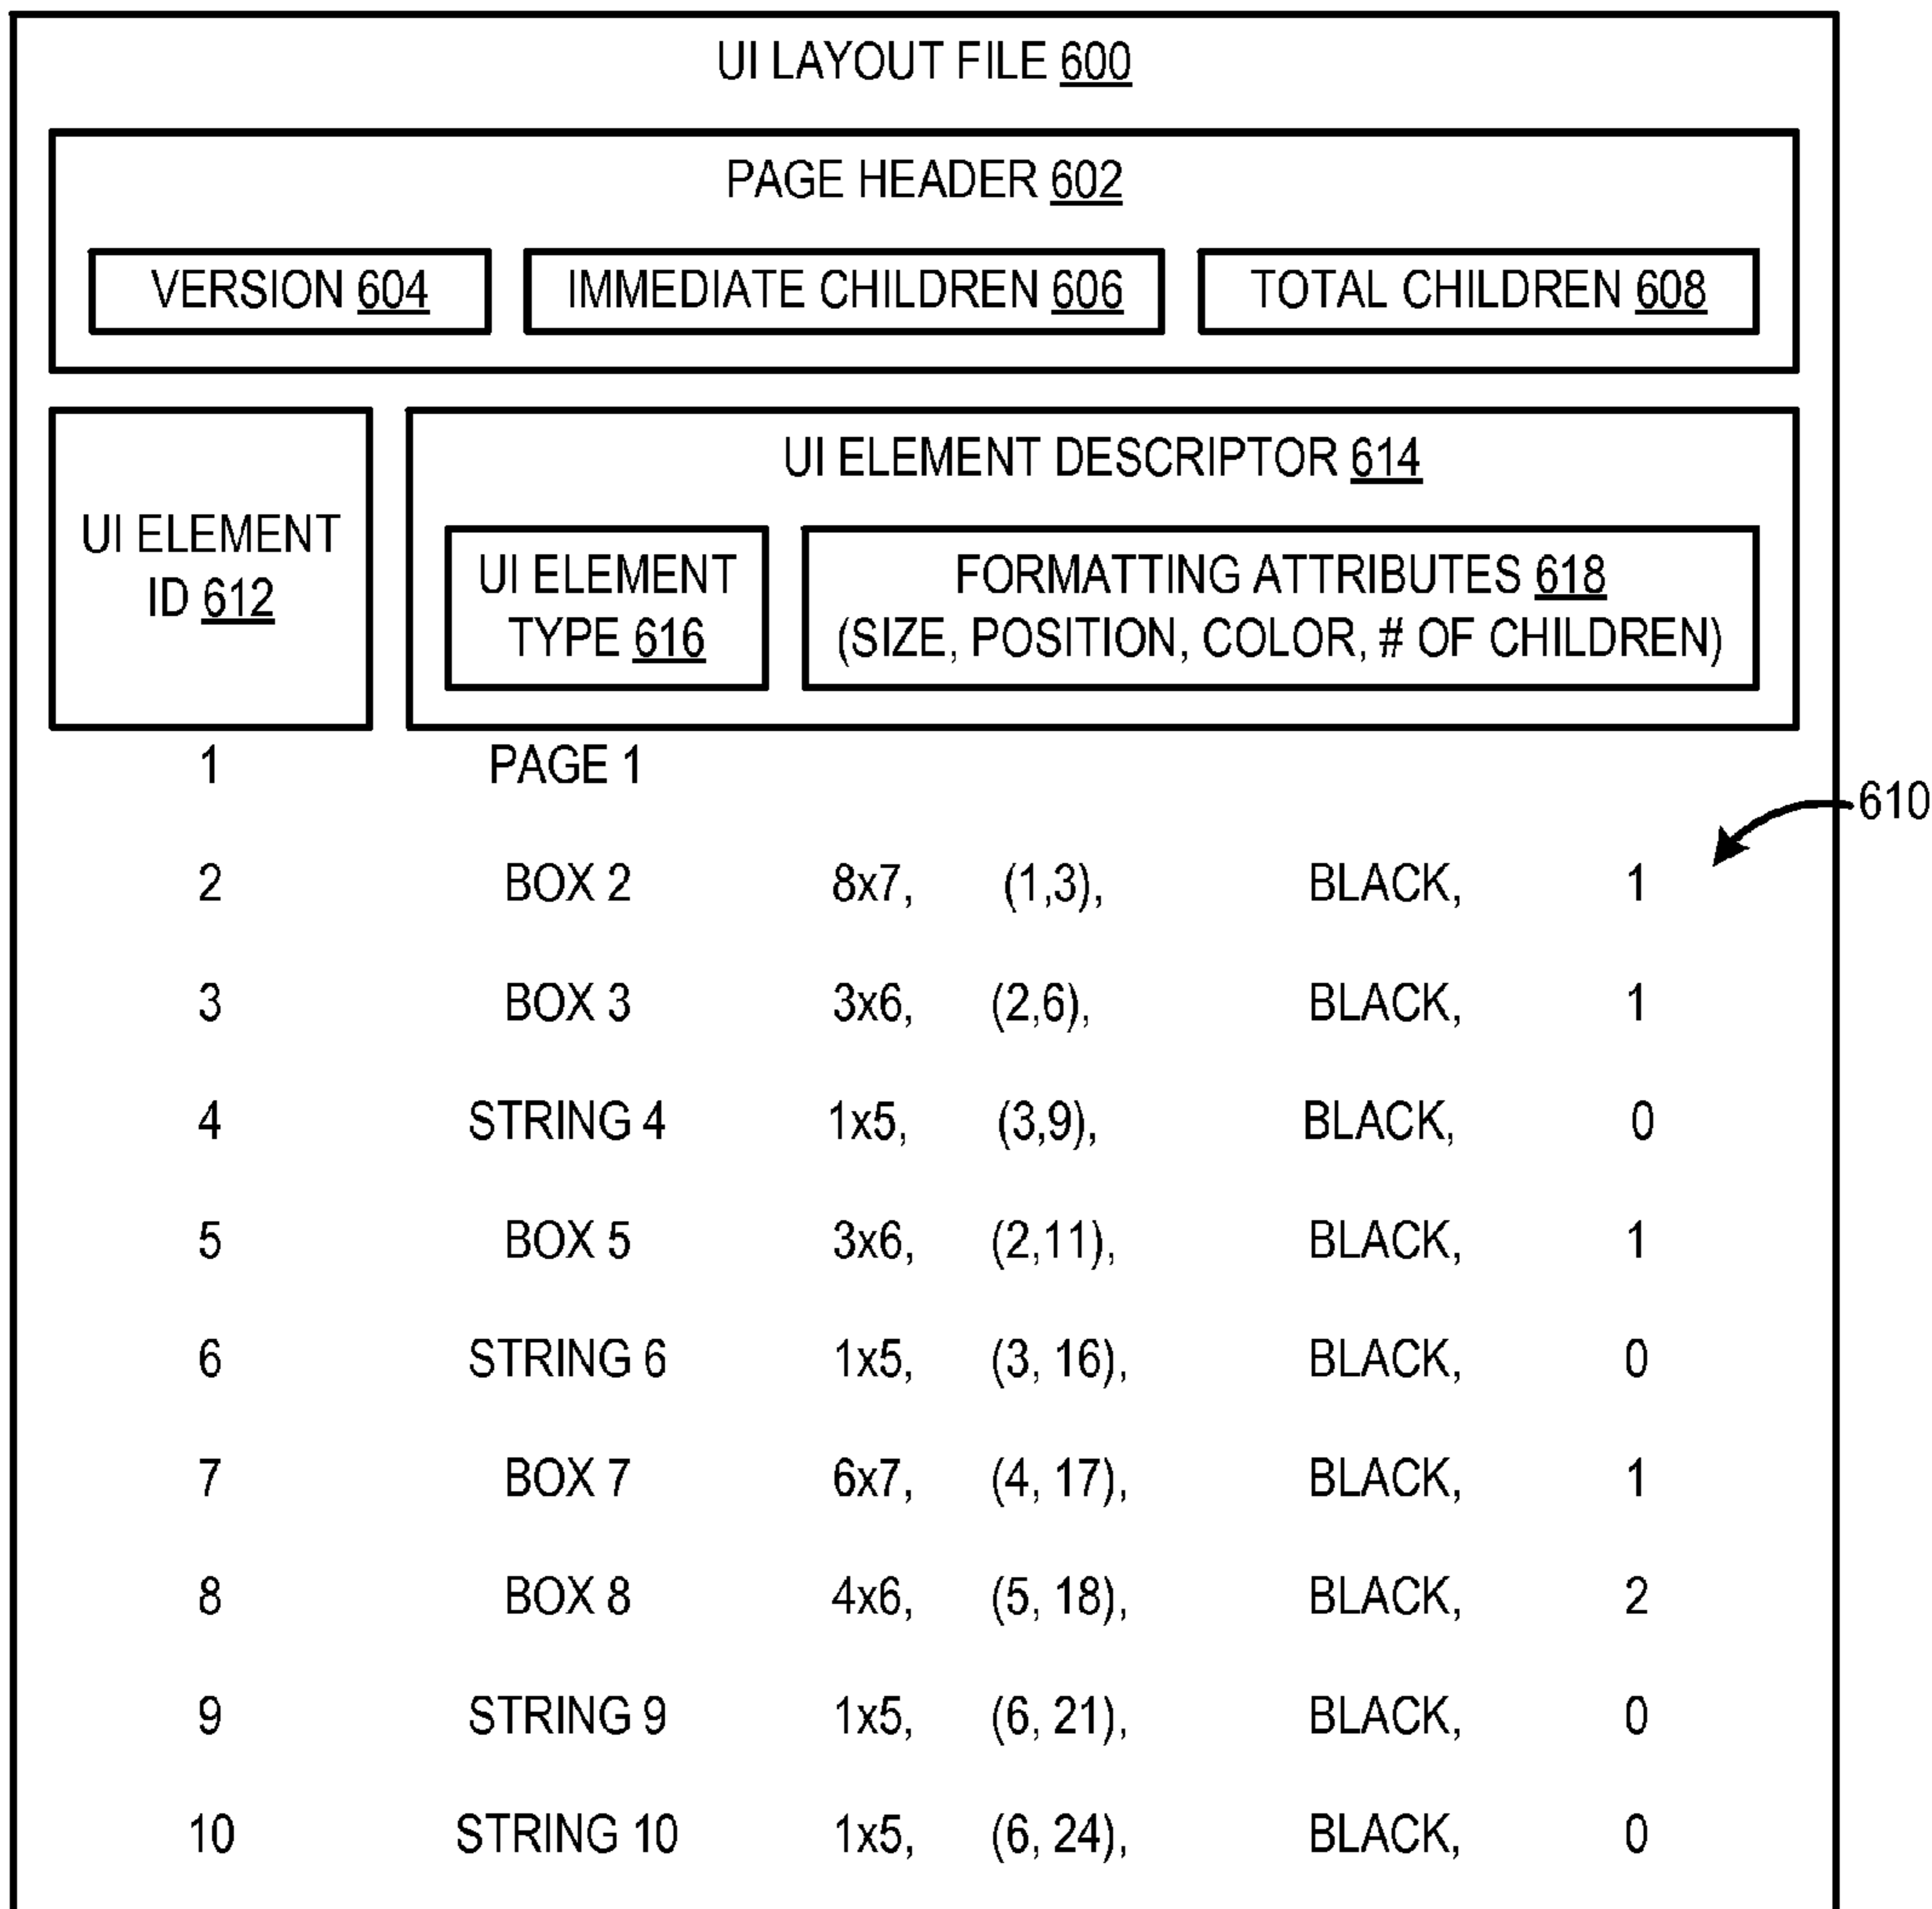 UI LAYOUT FILE 600
PAGE HEADER 602
VERSION 604 IMMEDIATE CHILDREN 606 TOTAL CHILDREN 608
UI ELEMENT
ID 612
UI ELEMENT DESCRIPTOR 614
UI ELEMENT
TYPE 616
FORMATTING ATTRIBUTES 618
(SIZE, POSITION, COLOR, # OF CHILDREN)
1 PAGE 1
610
2 BOX 2 8x7, (1,3), BLACK, 1
3 BOX 3 3x6, (2,6), BLACK, 1
4 STRING 4 1x5, (3,9), BLACK, 0
5 BOX 5 3x6, (2,11), BLACK, 1
6 STRING 6 1x5, (3, 16), BLACK, 0
7 BOX 7 6x7, (4, 17), BLACK, 1
8 BOX 8 4x6, (5, 18), BLACK, 2
9 STRING 9 1x5, (6, 21), BLACK, 0
10 STRING 10 1x5, (6, 24), BLACK, 0